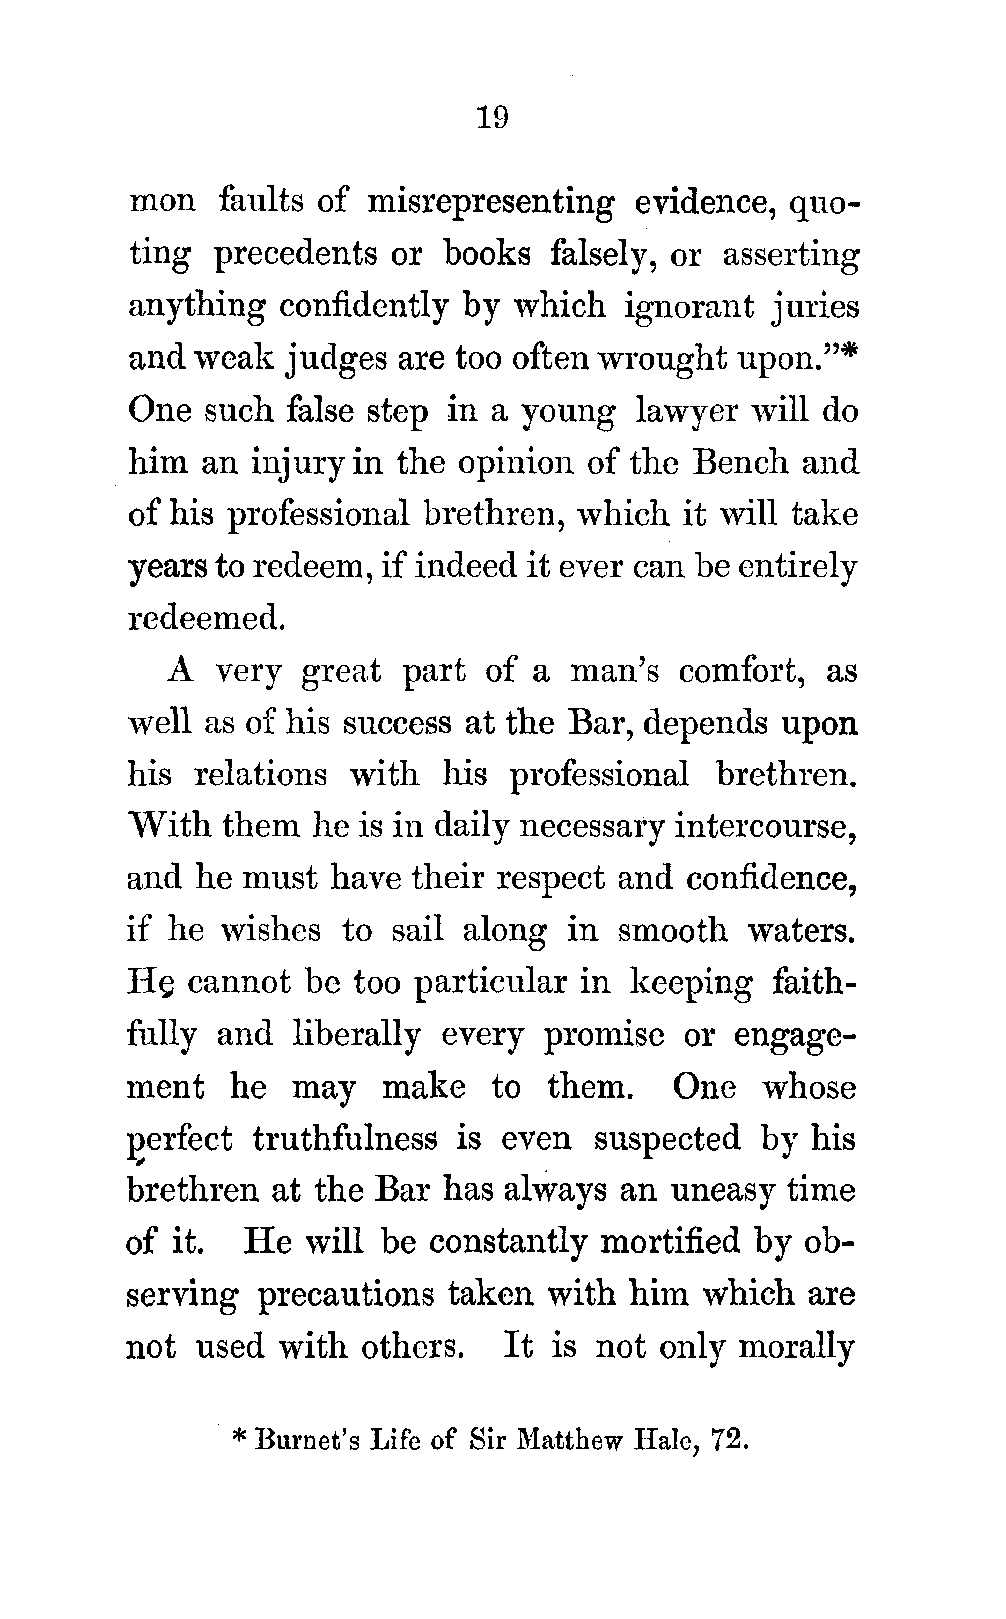 19
mon faults of misrepresenting evidence, quo-
ting precedents or books falsely, or asserting
anything confidently by which ignorant juries
and weak judges are too often wrought upon.”*
One such false step in a young lawyer will do
him an injury in the opinion of the Bench and
of his professional brethren, which it will take
years to redeem, if indeed it ever can be entirely
redeemed.
A very great part of a man’s comfort, as
well as of his success at the Bar, depends upon
his relations with his professional brethren.
With them he is in daily necessary intercourse,
and he must have their respect and confidence,
if he wishes to sail along in smooth waters.
He cannot be too particular in keeping faith-
fully and liberally every promise or engage-
ment he may make to them. One whose
perfect truthfulness is even suspected by his
brethren at the Bar has always an uneasy time
of it. He will be constantly mortified by ob-
serving precautions taken with him which are
not used with others. It is not only morally
* Burnet’s Life of Sir Matthew Hale, 72.